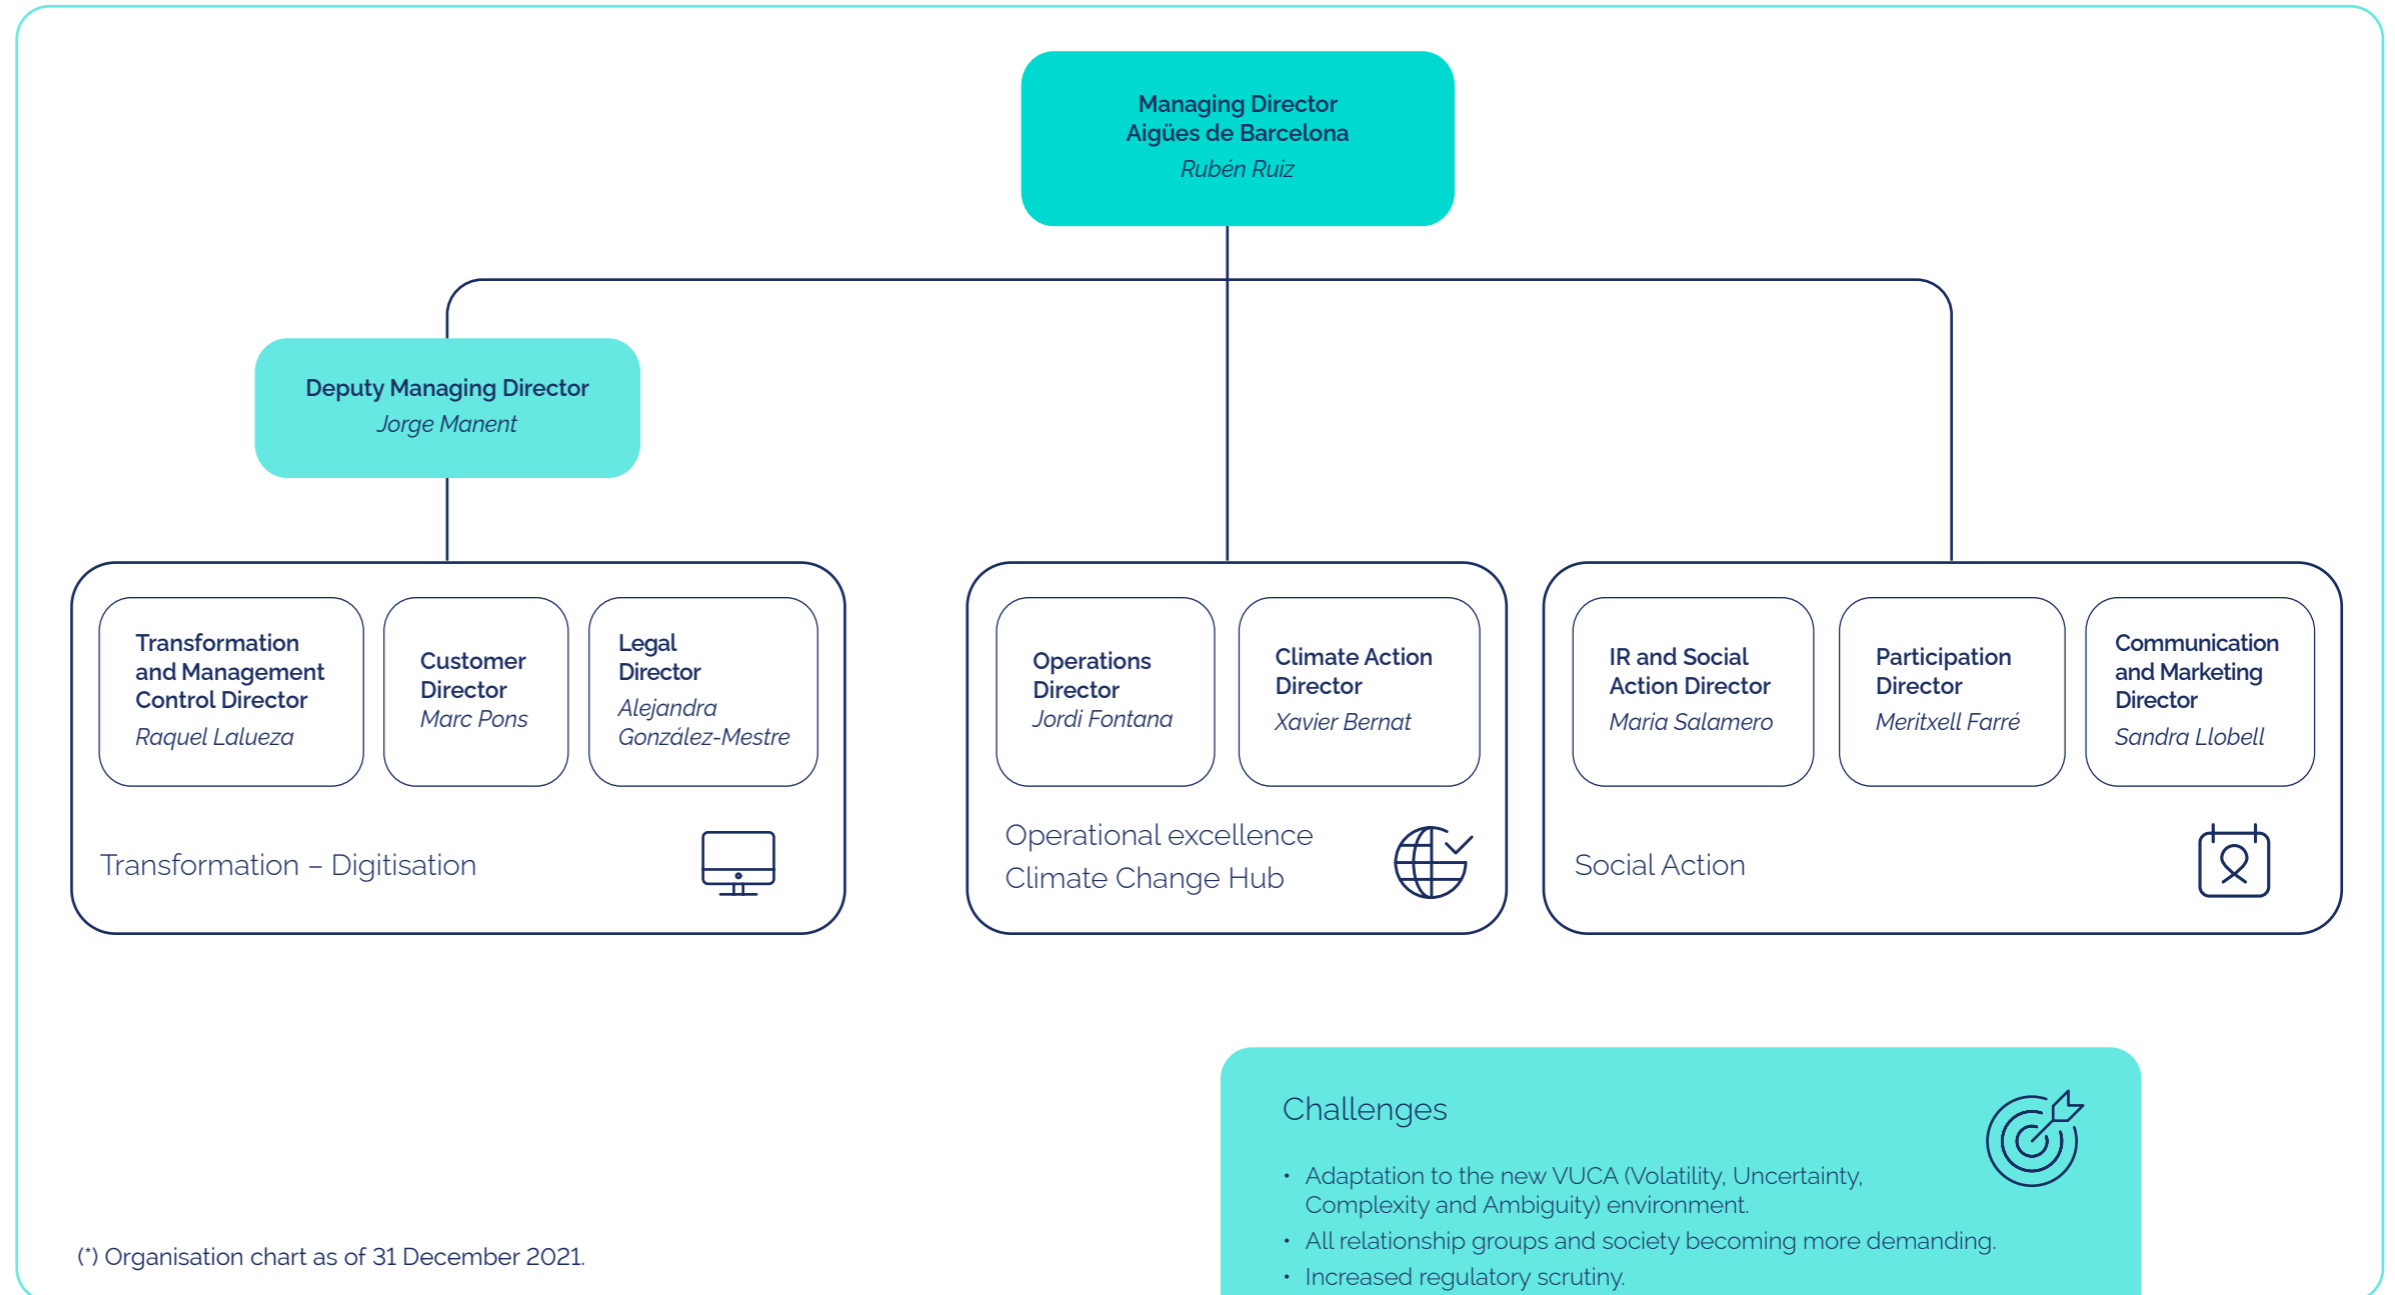 Managing Director
Aigües de Barcelona
Rubén Ruiz
Deputy Managing Director
Jorge Manent
Transformation
and Management
Control Director
Raquel Lalueza
Customer
Director
Marc Pons
Legal
Director
Alejandra
González-Mestre
Transformation – Digitisation
Operations
Director
Jordi Fontana
Climate Action
Director
Xavier Bernat
Operational excellence
Climate Change Hub
IR and Social
Action Director
Maria Salamero
Participation
Director
Meritxell Farré
Communication
and Marketing
Director
Sandra Llobell
Social Action
Challenges
• Adaptation to the new VUCA (Volatility, Uncertainty,
Complexity and Ambiguity) environment.
• All relationship groups and society becoming more demanding.
• Increased regulatory scrutiny.
(*) Organisation chart as of 31 December 2021.